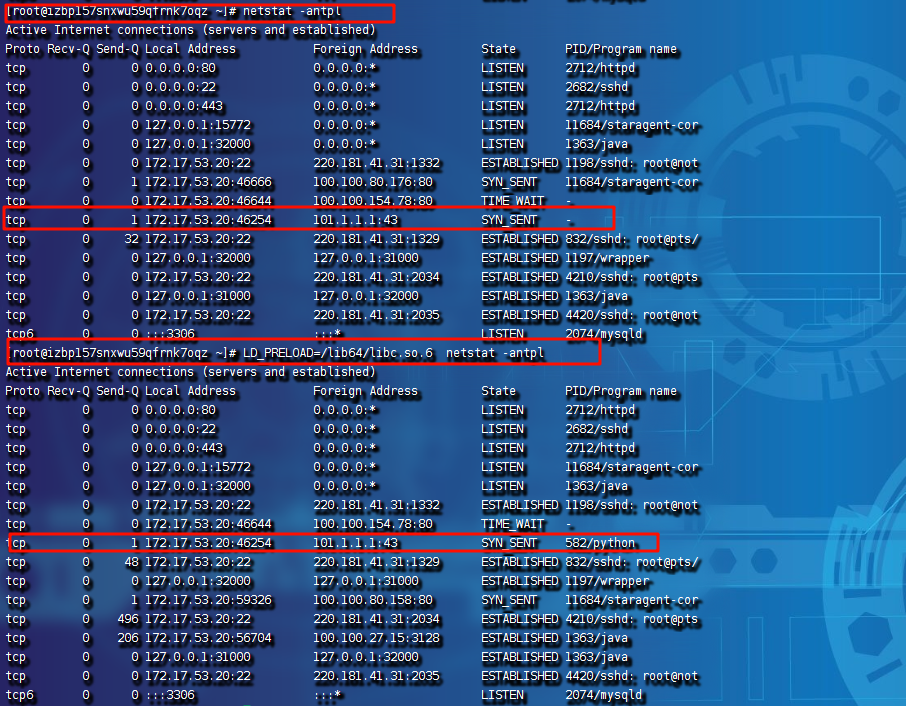 [root@izbp157snxwu59qfrnk7oqz ~]# netstat -antpl
Active Internet connections (servers and established)
Proto Recv-Q Send-Q Local Address           Foreign Address         State       PID/Program name
tcp        0      0 0.0.0.0:80              0.0.0.0:*               LISTEN      2712/httpd
tcp        0      0 0.0.0.0:22              0.0.0.0:*               LISTEN      2682/sshd
tcp        0      0 0.0.0.0:443             0.0.0.0:*               LISTEN      2712/httpd
tcp        0      0 127.0.0.1:15772         0.0.0.0:*               LISTEN      11684/staragent-cor
tcp        0      0 127.0.0.1:32000         0.0.0.0:*               LISTEN      1363/java
tcp        0      0 172.17.53.20:22         220.181.41.31:1332      ESTABLISHED 1198/sshd: root@not
tcp        0      1 172.17.53.20:46666      100.100.80.176:80       SYN_SENT    11684/staragent-cor
tcp        0      0 172.17.53.20:46644      100.100.154.78:80       TIME_WAIT   -
tcp        0      1 172.17.53.20:46254      101.1.1.1:43            SYN_SENT    -
tcp        0     32 172.17.53.20:22         220.181.41.31:1329      ESTABLISHED 832/sshd: root@pts/
tcp        0      0 127.0.0.1:32000         127.0.0.1:31000         ESTABLISHED 1197/wrapper
tcp        0      0 172.17.53.20:22         220.181.41.31:2034      ESTABLISHED 4210/sshd: root@pts
tcp        0      0 127.0.0.1:31000         127.0.0.1:32000         ESTABLISHED 1363/java
tcp        0      0 172.17.53.20:22         220.181.41.31:2035      ESTABLISHED 4420/sshd: root@not
tcp6       0      0 :::3306                 :::*                    LISTEN      2074/mysqld
[root@izbp157snxwu59qfrnk7oqz ~]# LD_PRELOAD=/lib64/libc.so.6  netstat -antpl
Active Internet connections (servers and established)
Proto Recv-Q Send-Q Local Address           Foreign Address         State       PID/Program name
tcp        0      0 0.0.0.0:80              0.0.0.0:*               LISTEN      2712/httpd
tcp        0      0 0.0.0.0:22              0.0.0.0:*               LISTEN      2682/sshd
tcp        0      0 0.0.0.0:443             0.0.0.0:*               LISTEN      2712/httpd
tcp        0      0 127.0.0.1:15772         0.0.0.0:*               LISTEN      11684/staragent-cor
tcp        0      0 127.0.0.1:32000         0.0.0.0:*               LISTEN      1363/java
tcp        0      0 172.17.53.20:22         220.181.41.31:1332      ESTABLISHED 1198/sshd: root@not
tcp        0      0 172.17.53.20:46644      100.100.154.78:80       TIME_WAIT   -
tcp        0      1 172.17.53.20:46254      101.1.1.1:43            SYN_SENT    582/python
tcp        0     48 172.17.53.20:22         220.181.41.31:1329      ESTABLISHED 832/sshd: root@pts/
tcp        0      0 127.0.0.1:32000         127.0.0.1:31000         ESTABLISHED 1197/wrapper
tcp        0      1 172.17.53.20:59326      100.100.80.158:80       SYN_SENT    11684/staragent-cor
tcp        0    496 172.17.53.20:22         220.181.41.31:2034      ESTABLISHED 4210/sshd: root@pts
tcp        0    206 172.17.53.20:56704      100.100.27.15:3128      ESTABLISHED 1363/java
tcp        0      0 127.0.0.1:31000         127.0.0.1:32000         ESTABLISHED 1363/java
tcp        0      0 172.17.53.20:22         220.181.41.31:2035      ESTABLISHED 4420/sshd: root@not
tcp6       0      0 :::3306                 :::*                    LISTEN      2074/mysqld